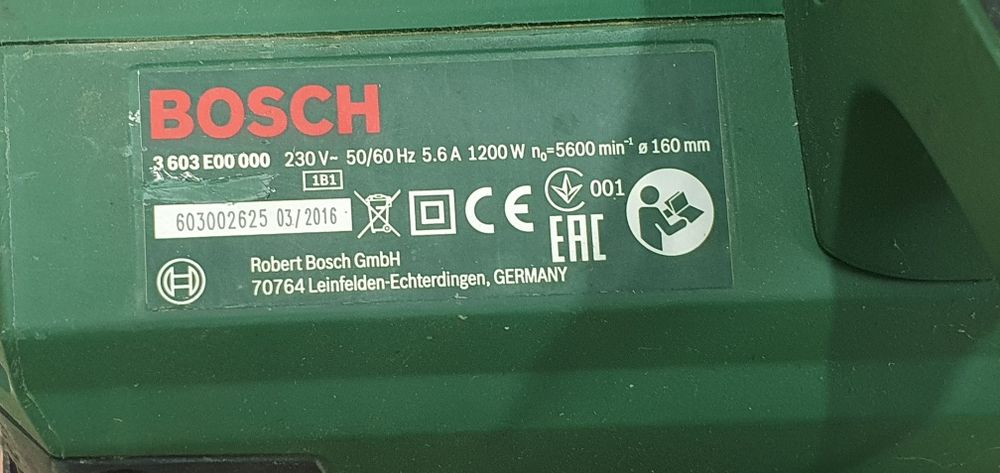 BOSCH
3 603 E00 000 230 V~ 50/60 Hz 5.6 A 1200 W n₀=5600 min⁻¹ ø 160 mm
1B1
603002625 03/2016 CE 001
EAC
Robert Bosch GmbH
70764 Leinfelden-Echterdingen, GERMANY